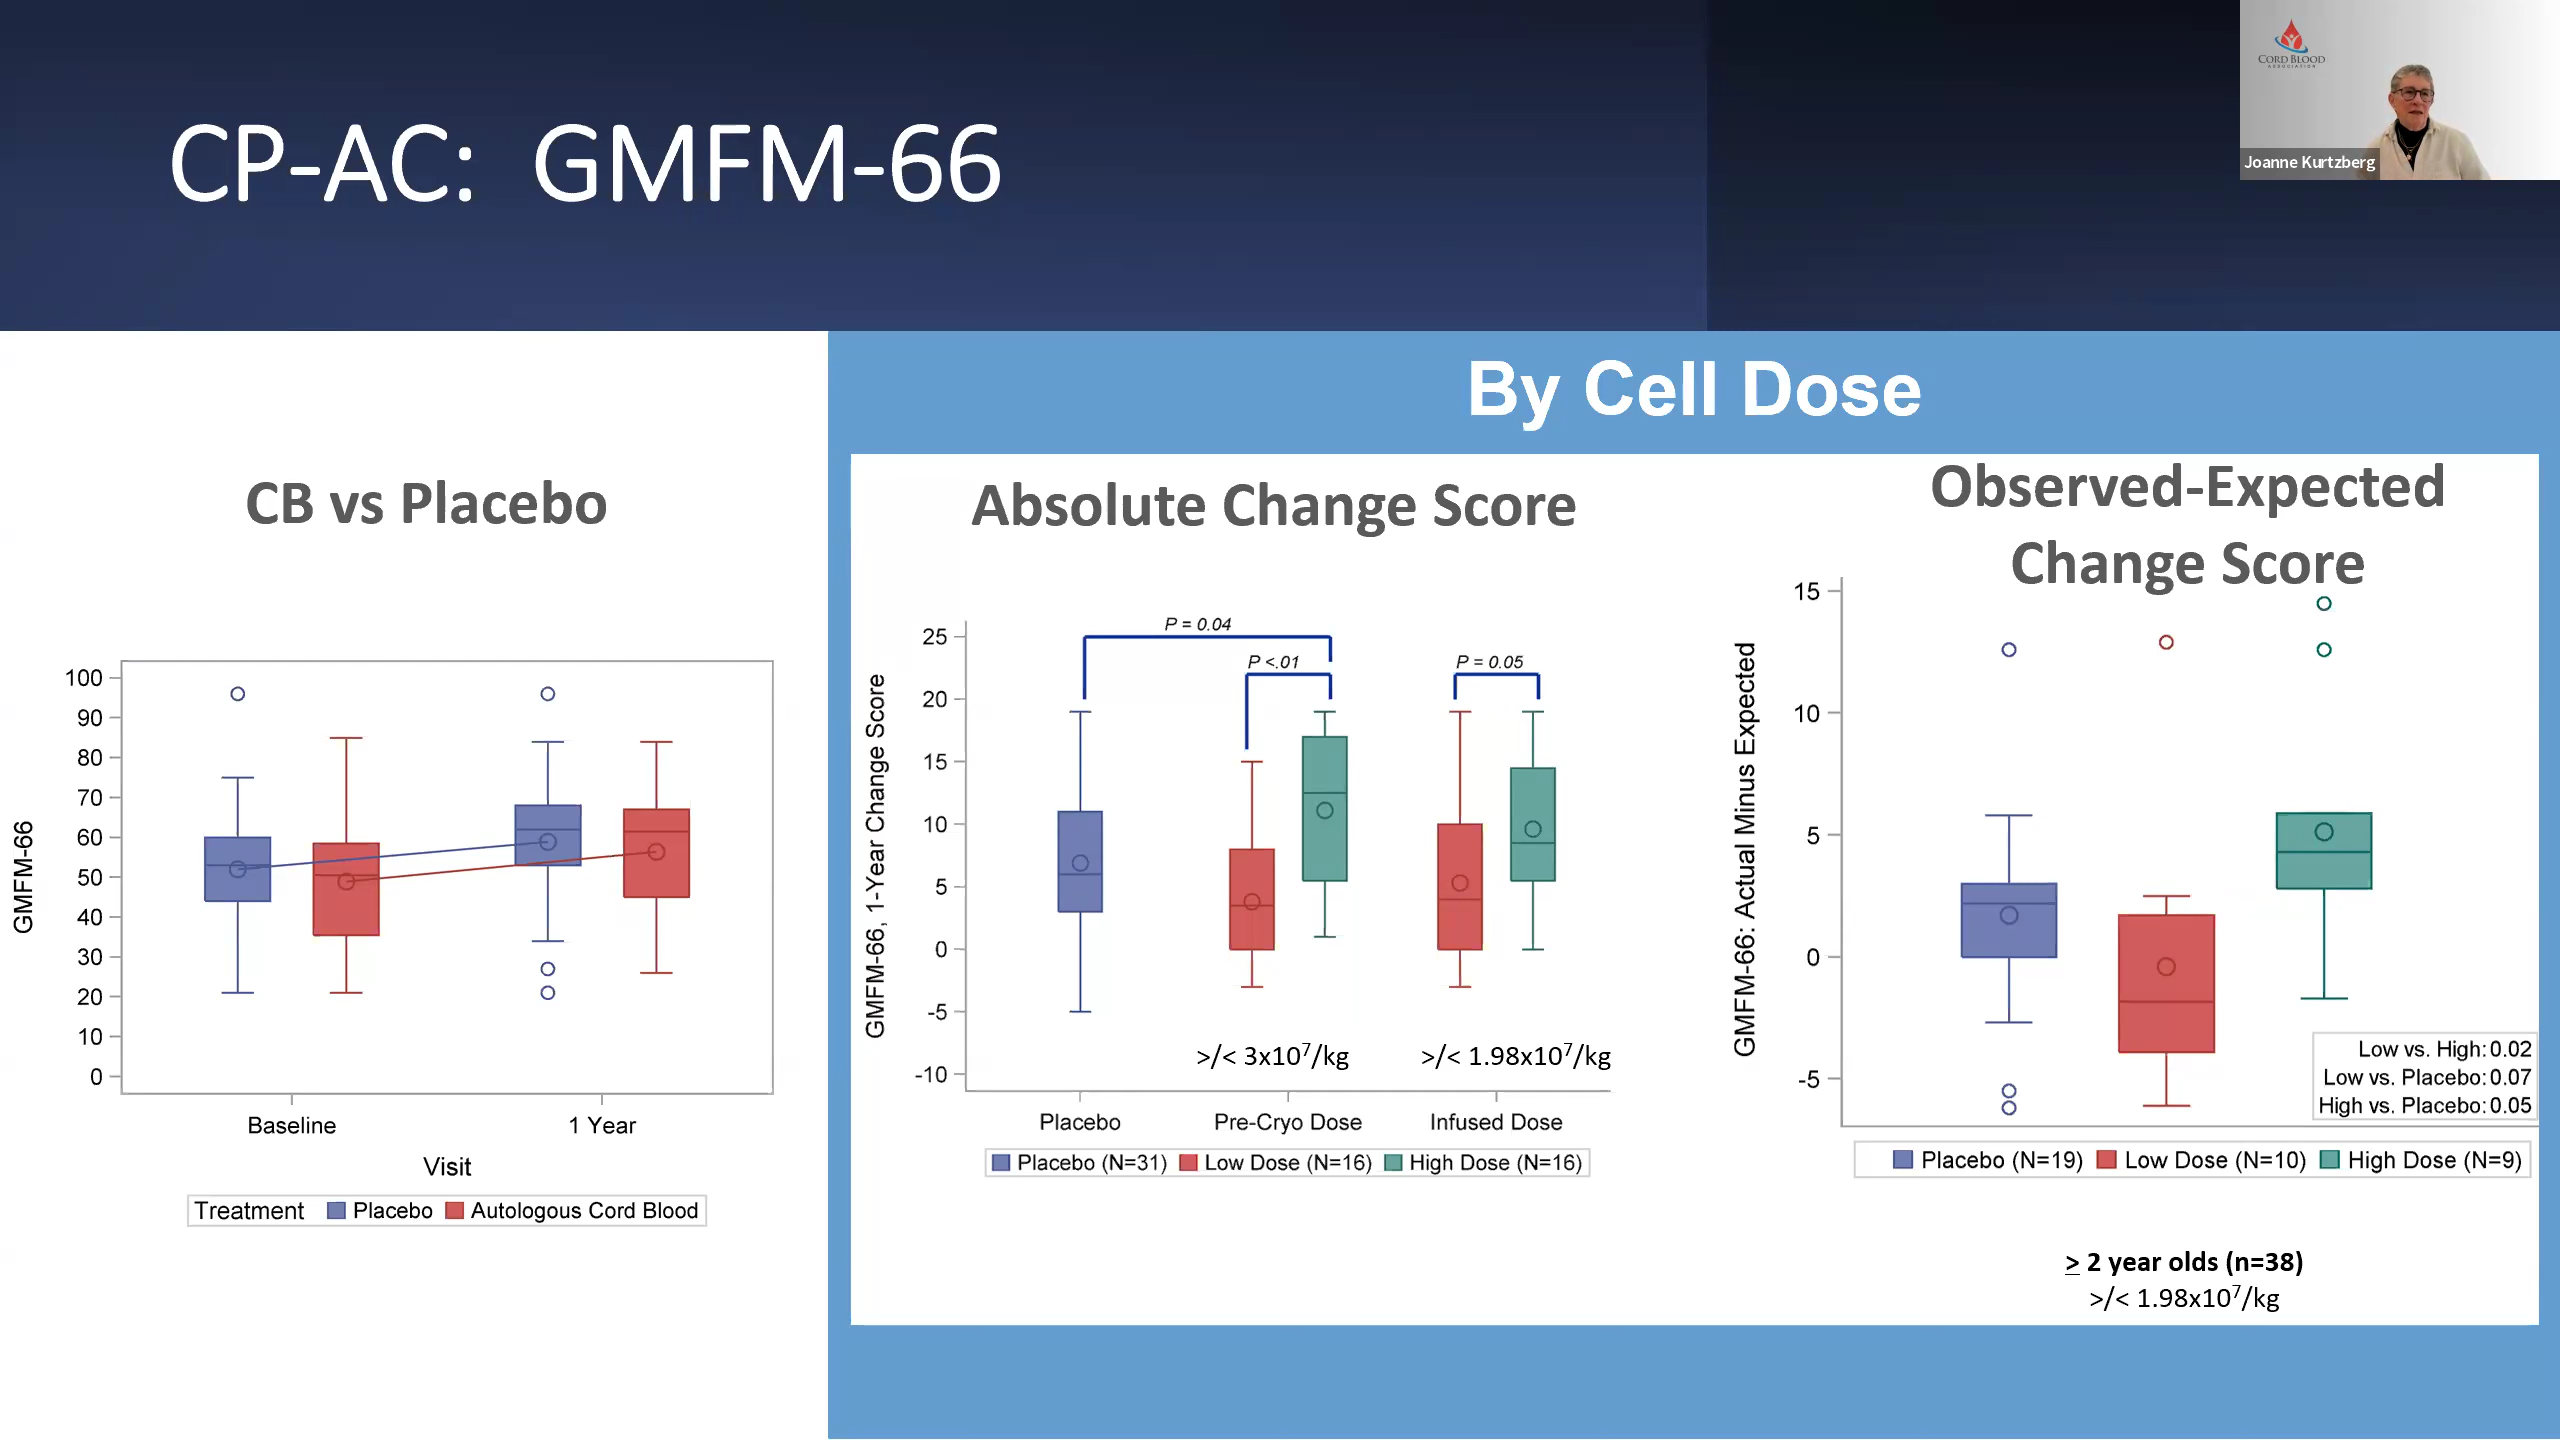 CP-AC: GMFM-66
CORD BLOOD
ASSOCIATION
Joanne Kurtzberg
By Cell Dose
CB vs Placebo
GMFM-66
100
90
80
70
60
50
40
30
20
10
0
Baseline
1 Year
Visit
Treatment Placebo Autologous Cord Blood
Absolute Change Score
GMFM-66, 1-Year Change Score
25
20
15
10
5
0
-5
-10
P = 0.04
P <.01
P = 0.05
>/< 3x10⁷/kg
>/< 1.98x10⁷/kg
Placebo
Pre-Cryo Dose
Infused Dose
Placebo (N=31) Low Dose (N=16) High Dose (N=16)
Observed-Expected
Change Score
GMFM-66: Actual Minus Expected
15
10
5
0
-5
Low vs. High: 0.02
Low vs. Placebo: 0.07
High vs. Placebo: 0.05
Placebo (N=19) Low Dose (N=10) High Dose (N=9)
≥ 2 year olds (n=38)
>/< 1.98x10⁷/kg